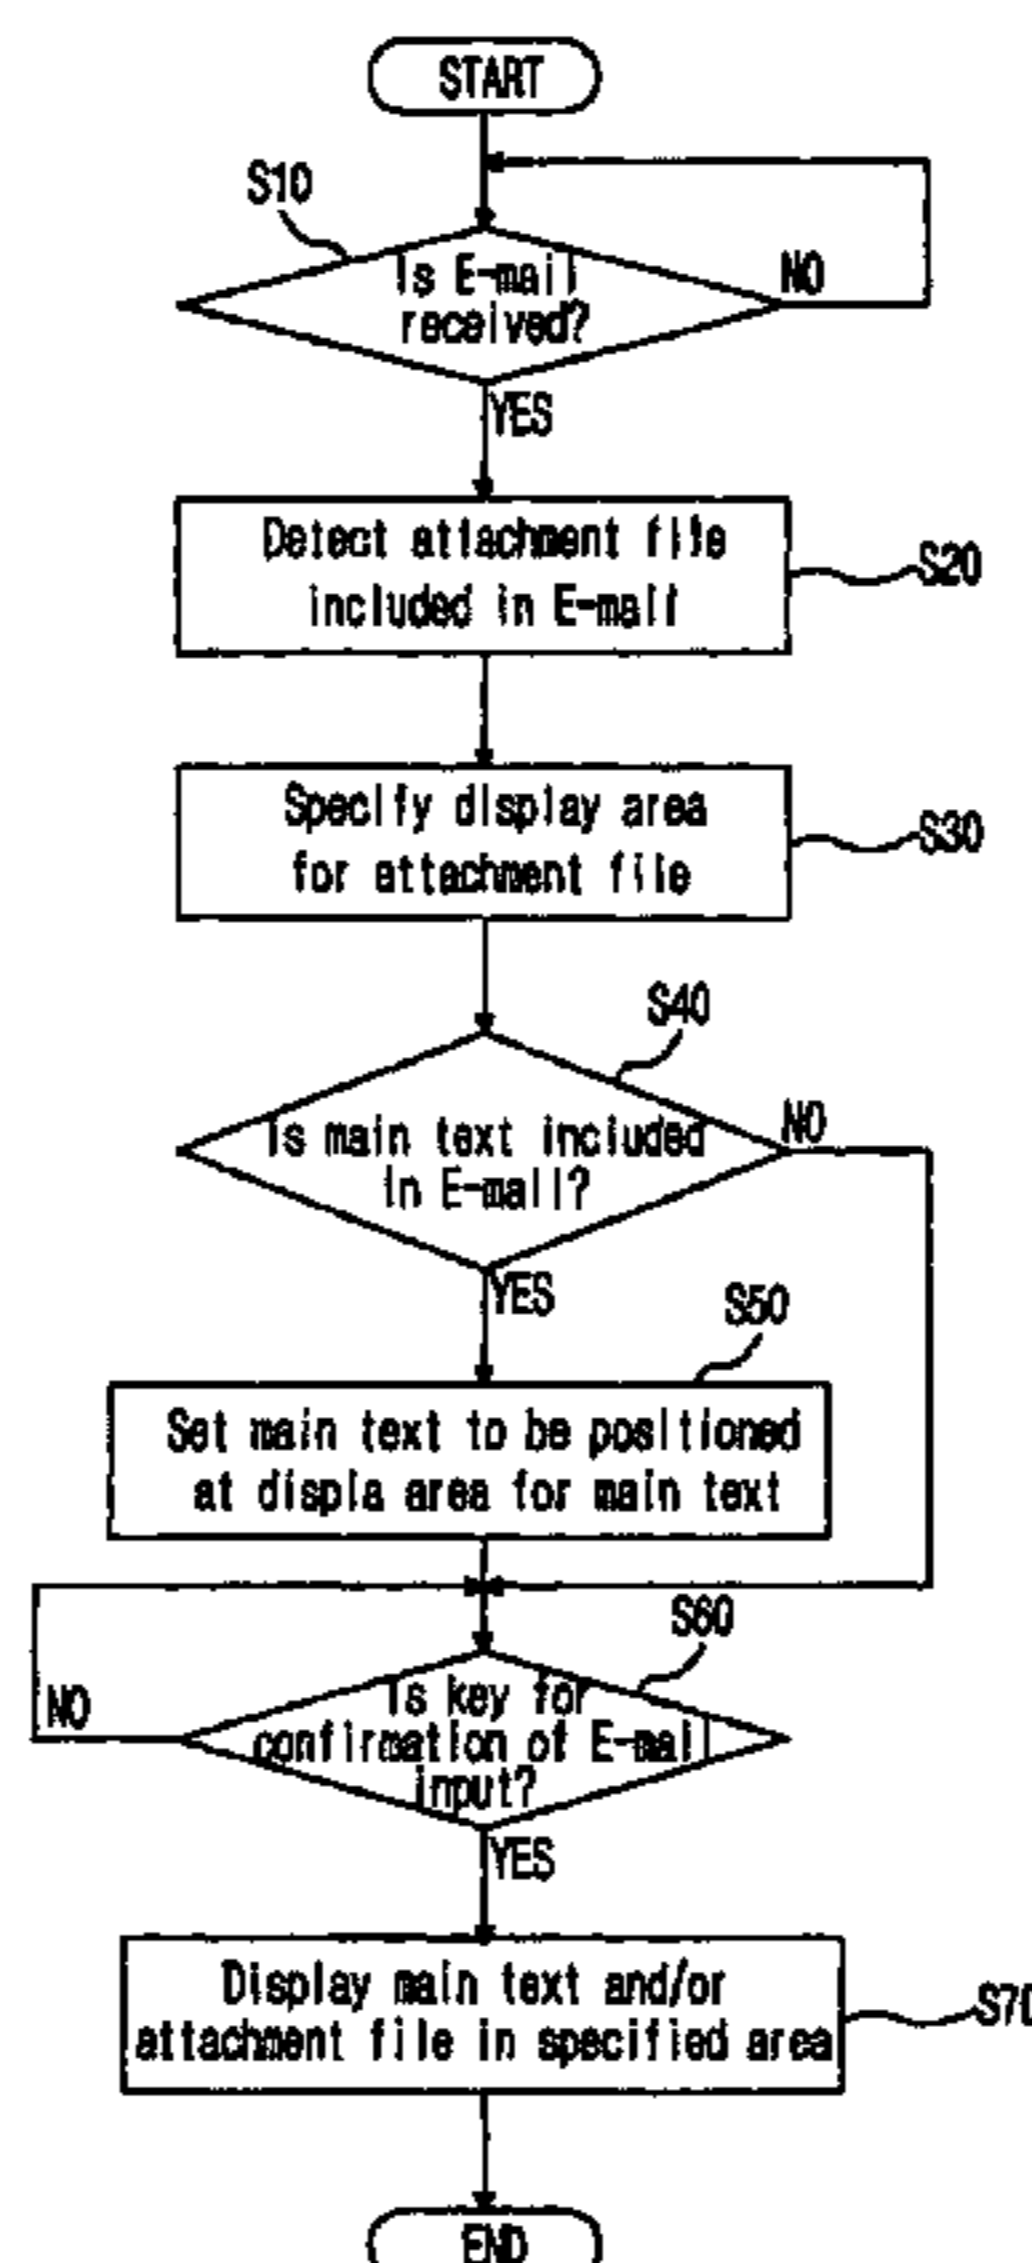 START
S10
Is E-mail
received?
NO
YES
Detect attachment file
included in E-mail
S20
Specify display area
for attachment file
S30
S40
Is main text included
in E-mail?
NO
YES
S50
Set main text to be positioned
at displa area for main text
S60
Is key for
confirmation of E-mail
input?
NO
YES
Display main text and/or
attachment file in specified area
S70
END